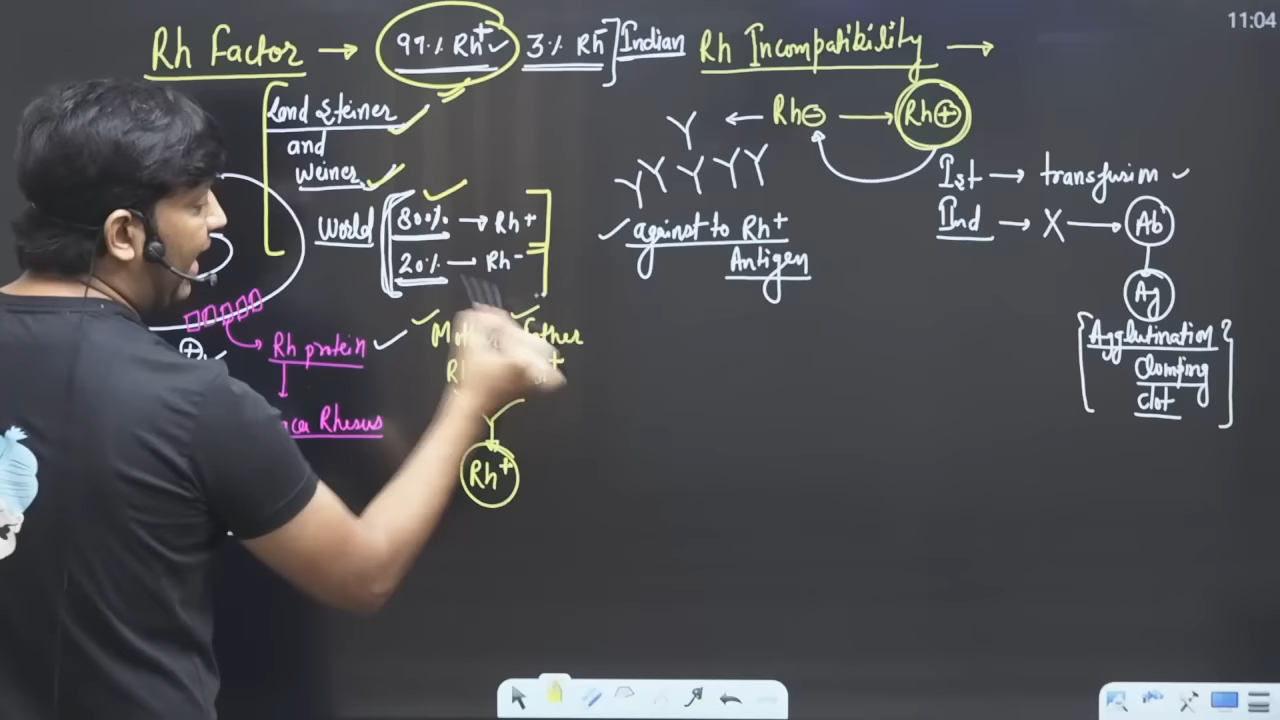 11:04
Rh Factor → 97% Rh+ ✓ 3% Rh- ] Indian
Land Steiner
and
Weiner
World
80% → Rh+
20% → Rh-
Rh protein
Rhesus
Rh+
Rh Incompatibility →
← Rh⊖ → Rh⊕
Ist → transfusion ✓
IInd → X → Ab
Ag
against to Rh+
Antigen
Agglutination
Clomping
clot